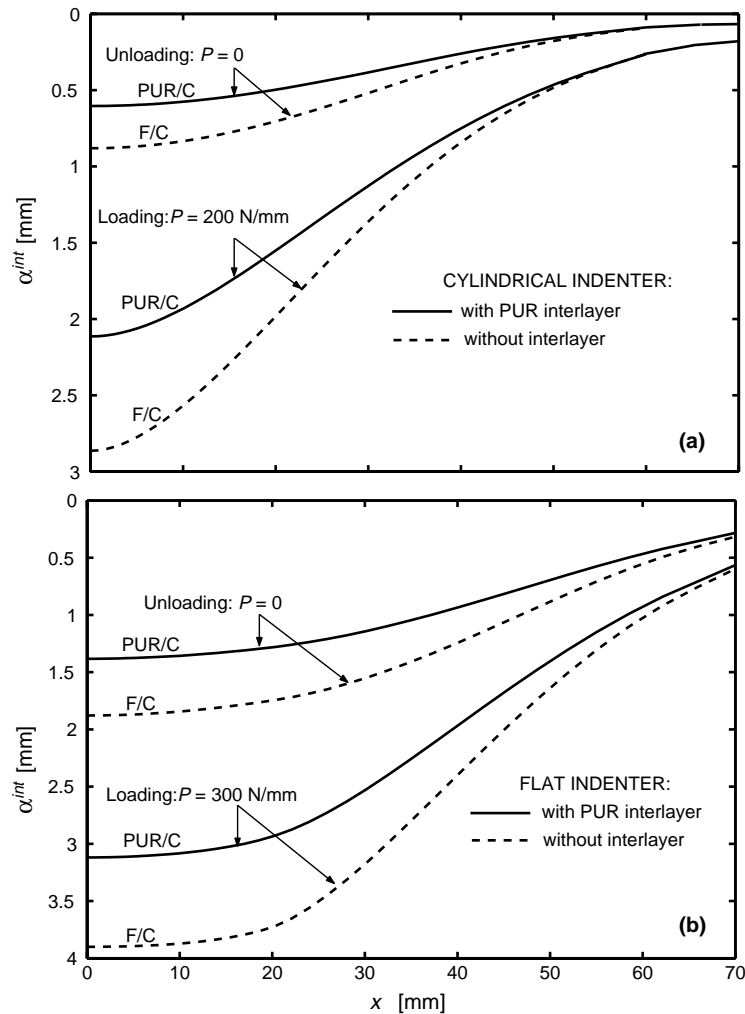 0
Unloading: P = 0
0.5
PUR/C
F/C
1
Loading: P = 200 N/mm
1.5
α^int [mm]
CYLINDRICAL INDENTER:
PUR/C
with PUR interlayer
2
without interlayer
2.5
F/C
(a)
3
0
0.5
Unloading: P = 0
1
PUR/C
1.5
F/C
2
α^int [mm]
2.5
Loading: P = 300 N/mm
FLAT INDENTER:
with PUR interlayer
3
PUR/C
without interlayer
3.5
F/C
(b)
4
0 10 20 30 40 50 60 70
x [mm]